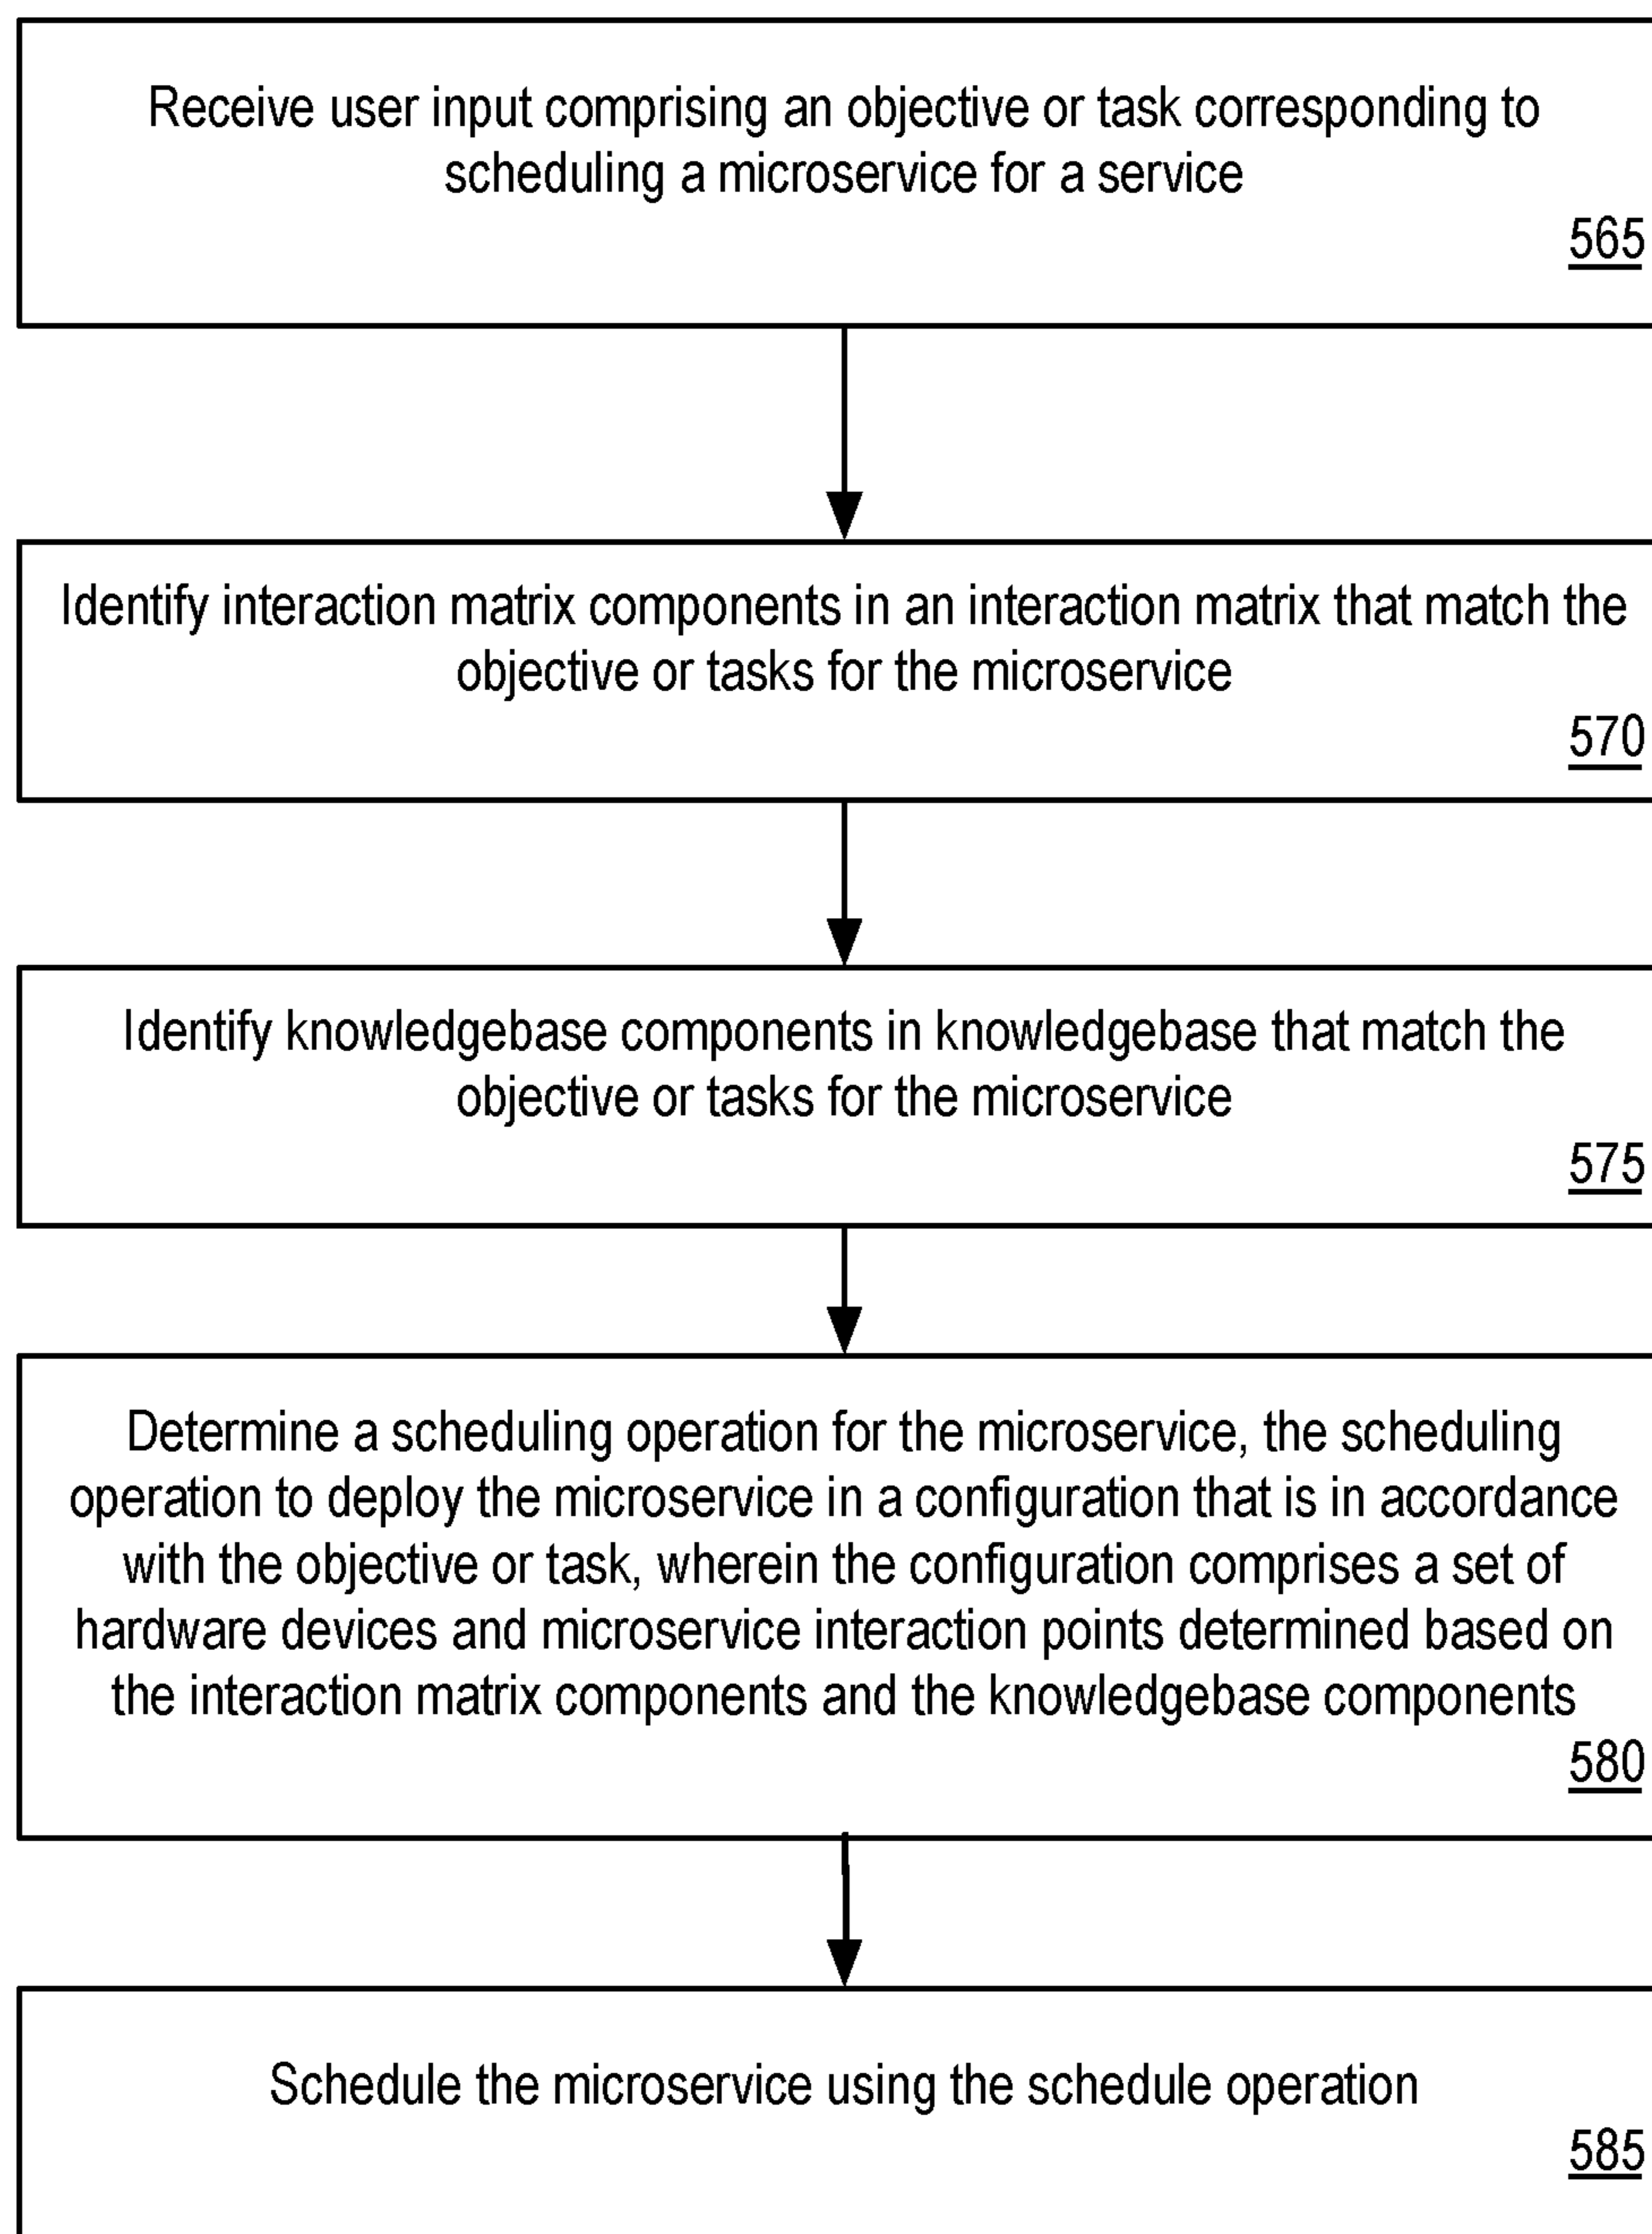 Receive user input comprising an objective or task corresponding to
scheduling a microservice for a service
565
Identify interaction matrix components in an interaction matrix that match the
objective or tasks for the microservice
570
Identify knowledgebase components in knowledgebase that match the
objective or tasks for the microservice
575
Determine a scheduling operation for the microservice, the scheduling
operation to deploy the microservice in a configuration that is in accordance
with the objective or task, wherein the configuration comprises a set of
hardware devices and microservice interaction points determined based on
the interaction matrix components and the knowledgebase components
580
Schedule the microservice using the schedule operation
585